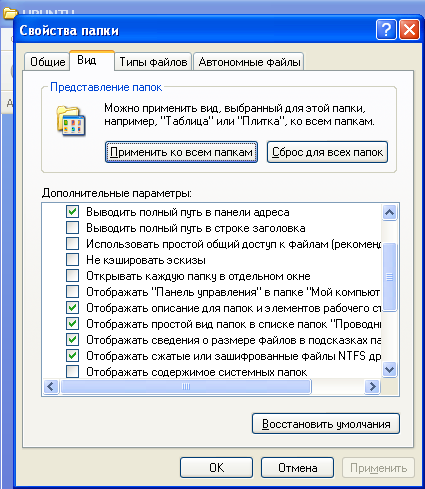 UBUNTU
Свойства папки
Общие Вид Типы файлов Автономные файлы
Представление папок
Можно применить вид, выбранный для этой папки,
например, "Таблица" или "Плитка", ко всем папкам.
Применить ко всем папкам Сброс для всех папок
Дополнительные параметры:
Выводить полный путь в панели адреса
Выводить полный путь в строке заголовка
Использовать простой общий доступ к файлам (рекоменд
Не кэшировать эскизы
Открывать каждую папку в отдельном окне
Отображать "Панель управления" в папке "Мой компьют
Отображать описание для папок и элементов рабочего ст
Отображать простой вид папок в списке папок "Проводни
Отображать сведения о размере файлов в подсказках па
Отображать сжатые или зашифрованные файлы NTFS др
Отображать содержимое системных папок
Восстановить умолчания
OK Отмена Применить